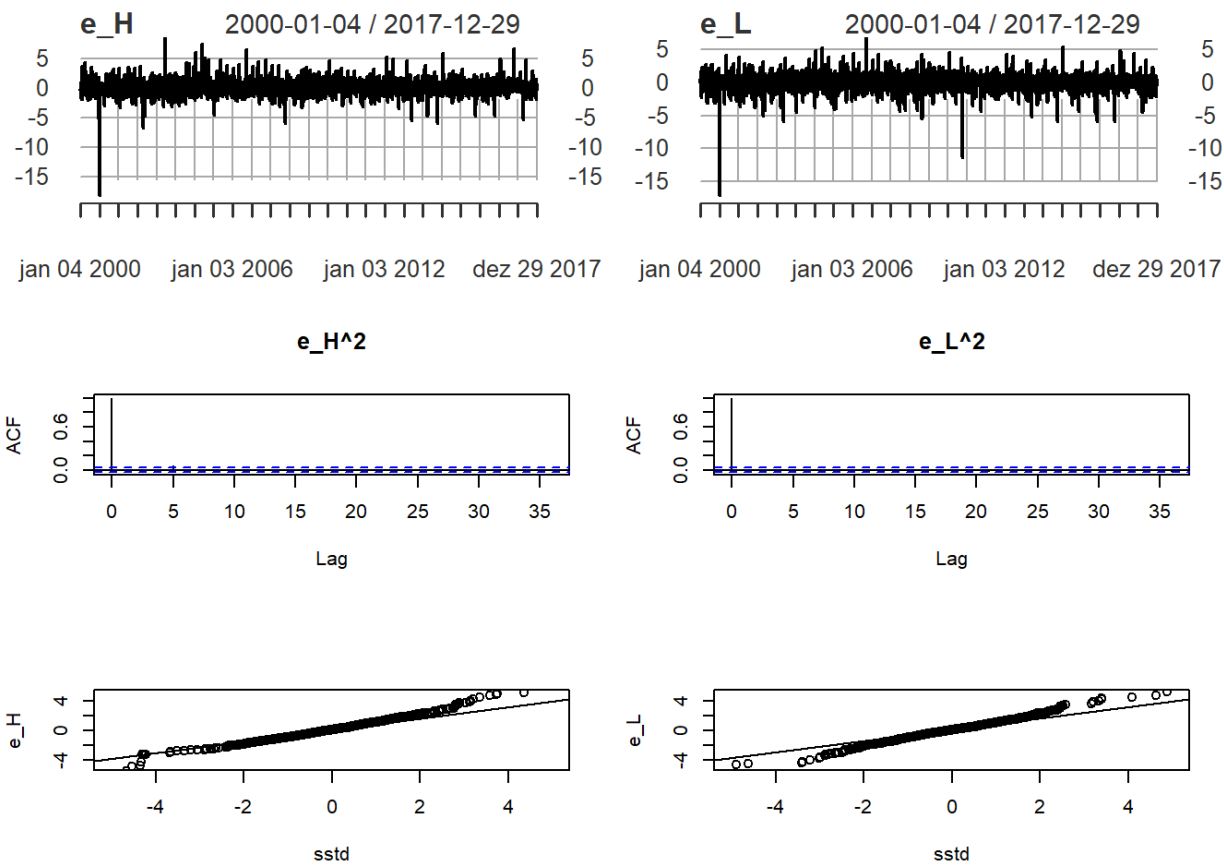 e_H 2000-01-04 / 2017-12-29
5 5
0 0
-5 -5
-10 -10
-15 -15
jan 04 2000 jan 03 2006 jan 03 2012 dez 29 2017
e_L 2000-01-04 / 2017-12-29
5 5
0 0
-5 -5
-10 -10
-15 -15
jan 04 2000 jan 03 2006 jan 03 2012 dez 29 2017
e_H^2
ACF
0.6
0.0
0 5 10 15 20 25 30 35
Lag
e_L^2
ACF
0.6
0.0
0 5 10 15 20 25 30 35
Lag
e_H
4
0
-4
-4 -2 0 2 4
sstd
e_L
4
0
-4
-4 -2 0 2 4
sstd